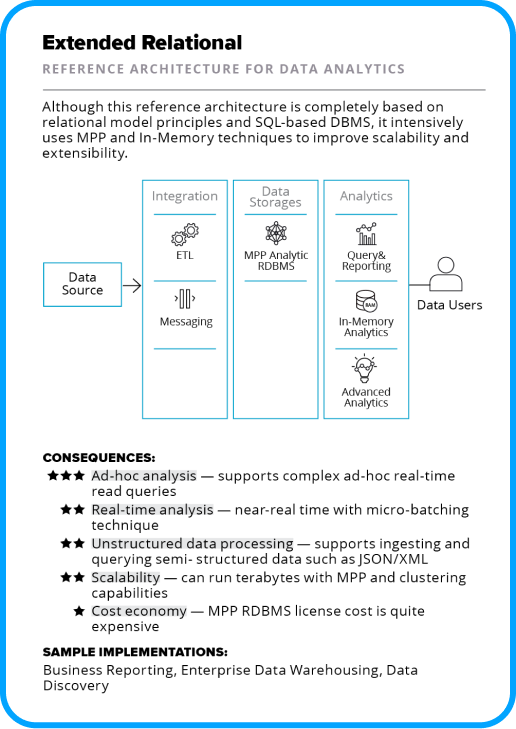 Extended Relational
REFERENCE ARCHITECTURE FOR DATA ANALYTICS
Although this reference architecture is completely based on
relational model principles and SQL-based DBMS, it intensively
uses MPP and In-Memory techniques to improve scalability and
extensibility.
Data
Source
Integration
ETL
Messaging
Data
Storages
MPP Analytic
RDBMS
Analytics
Query&
Reporting
RAM
In-Memory
Analytics
Advanced
Analytics
Data Users
CONSEQUENCES:
★★★ Ad-hoc analysis — supports complex ad-hoc real-time
read queries
★★ Real-time analysis — near-real time with micro-batching
technique
★★ Unstructured data processing — supports ingesting and
querying semi- structured data such as JSON/XML
★★ Scalability — can run terabytes with MPP and clustering
capabilities
★ Cost economy — MPP RDBMS license cost is quite
expensive
SAMPLE IMPLEMENTATIONS:
Business Reporting, Enterprise Data Warehousing, Data
Discovery